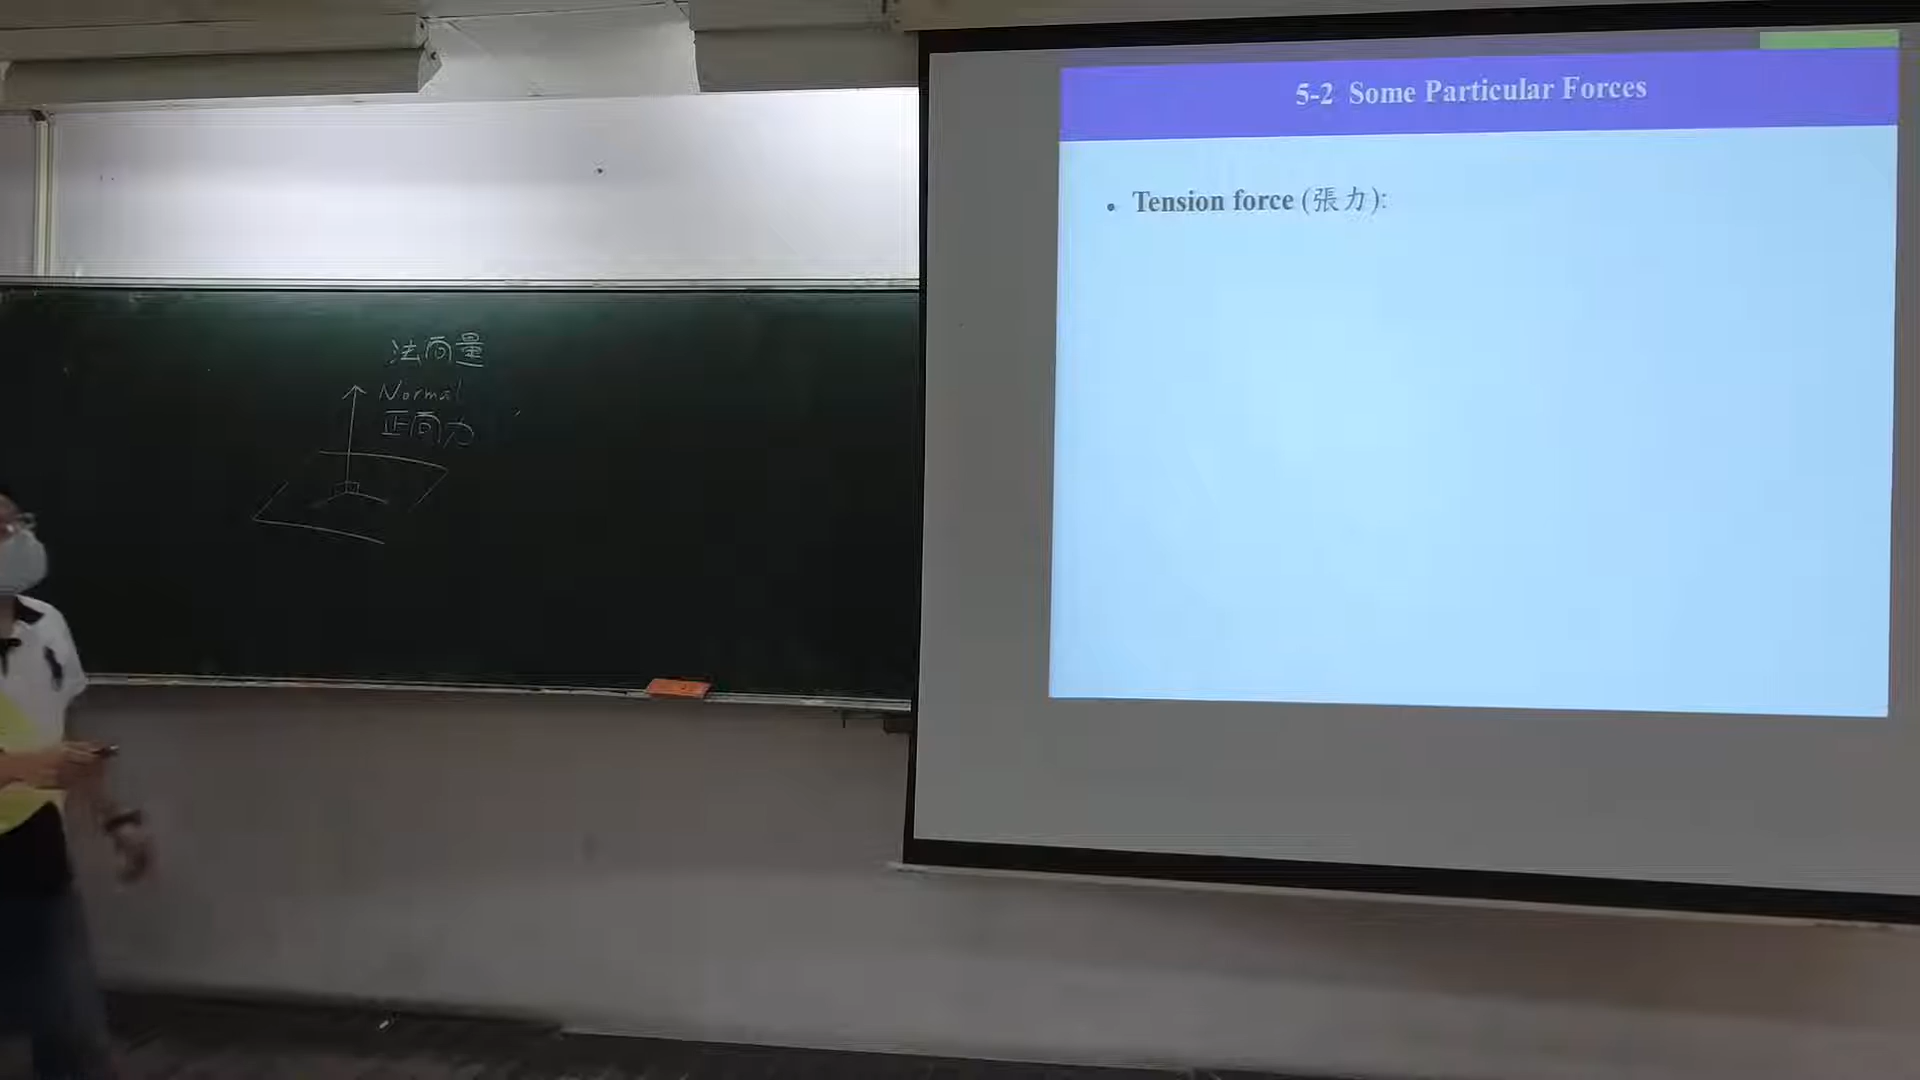 法向量
Normal
正向力
5-2 Some Particular Forces
• Tension force (張力):